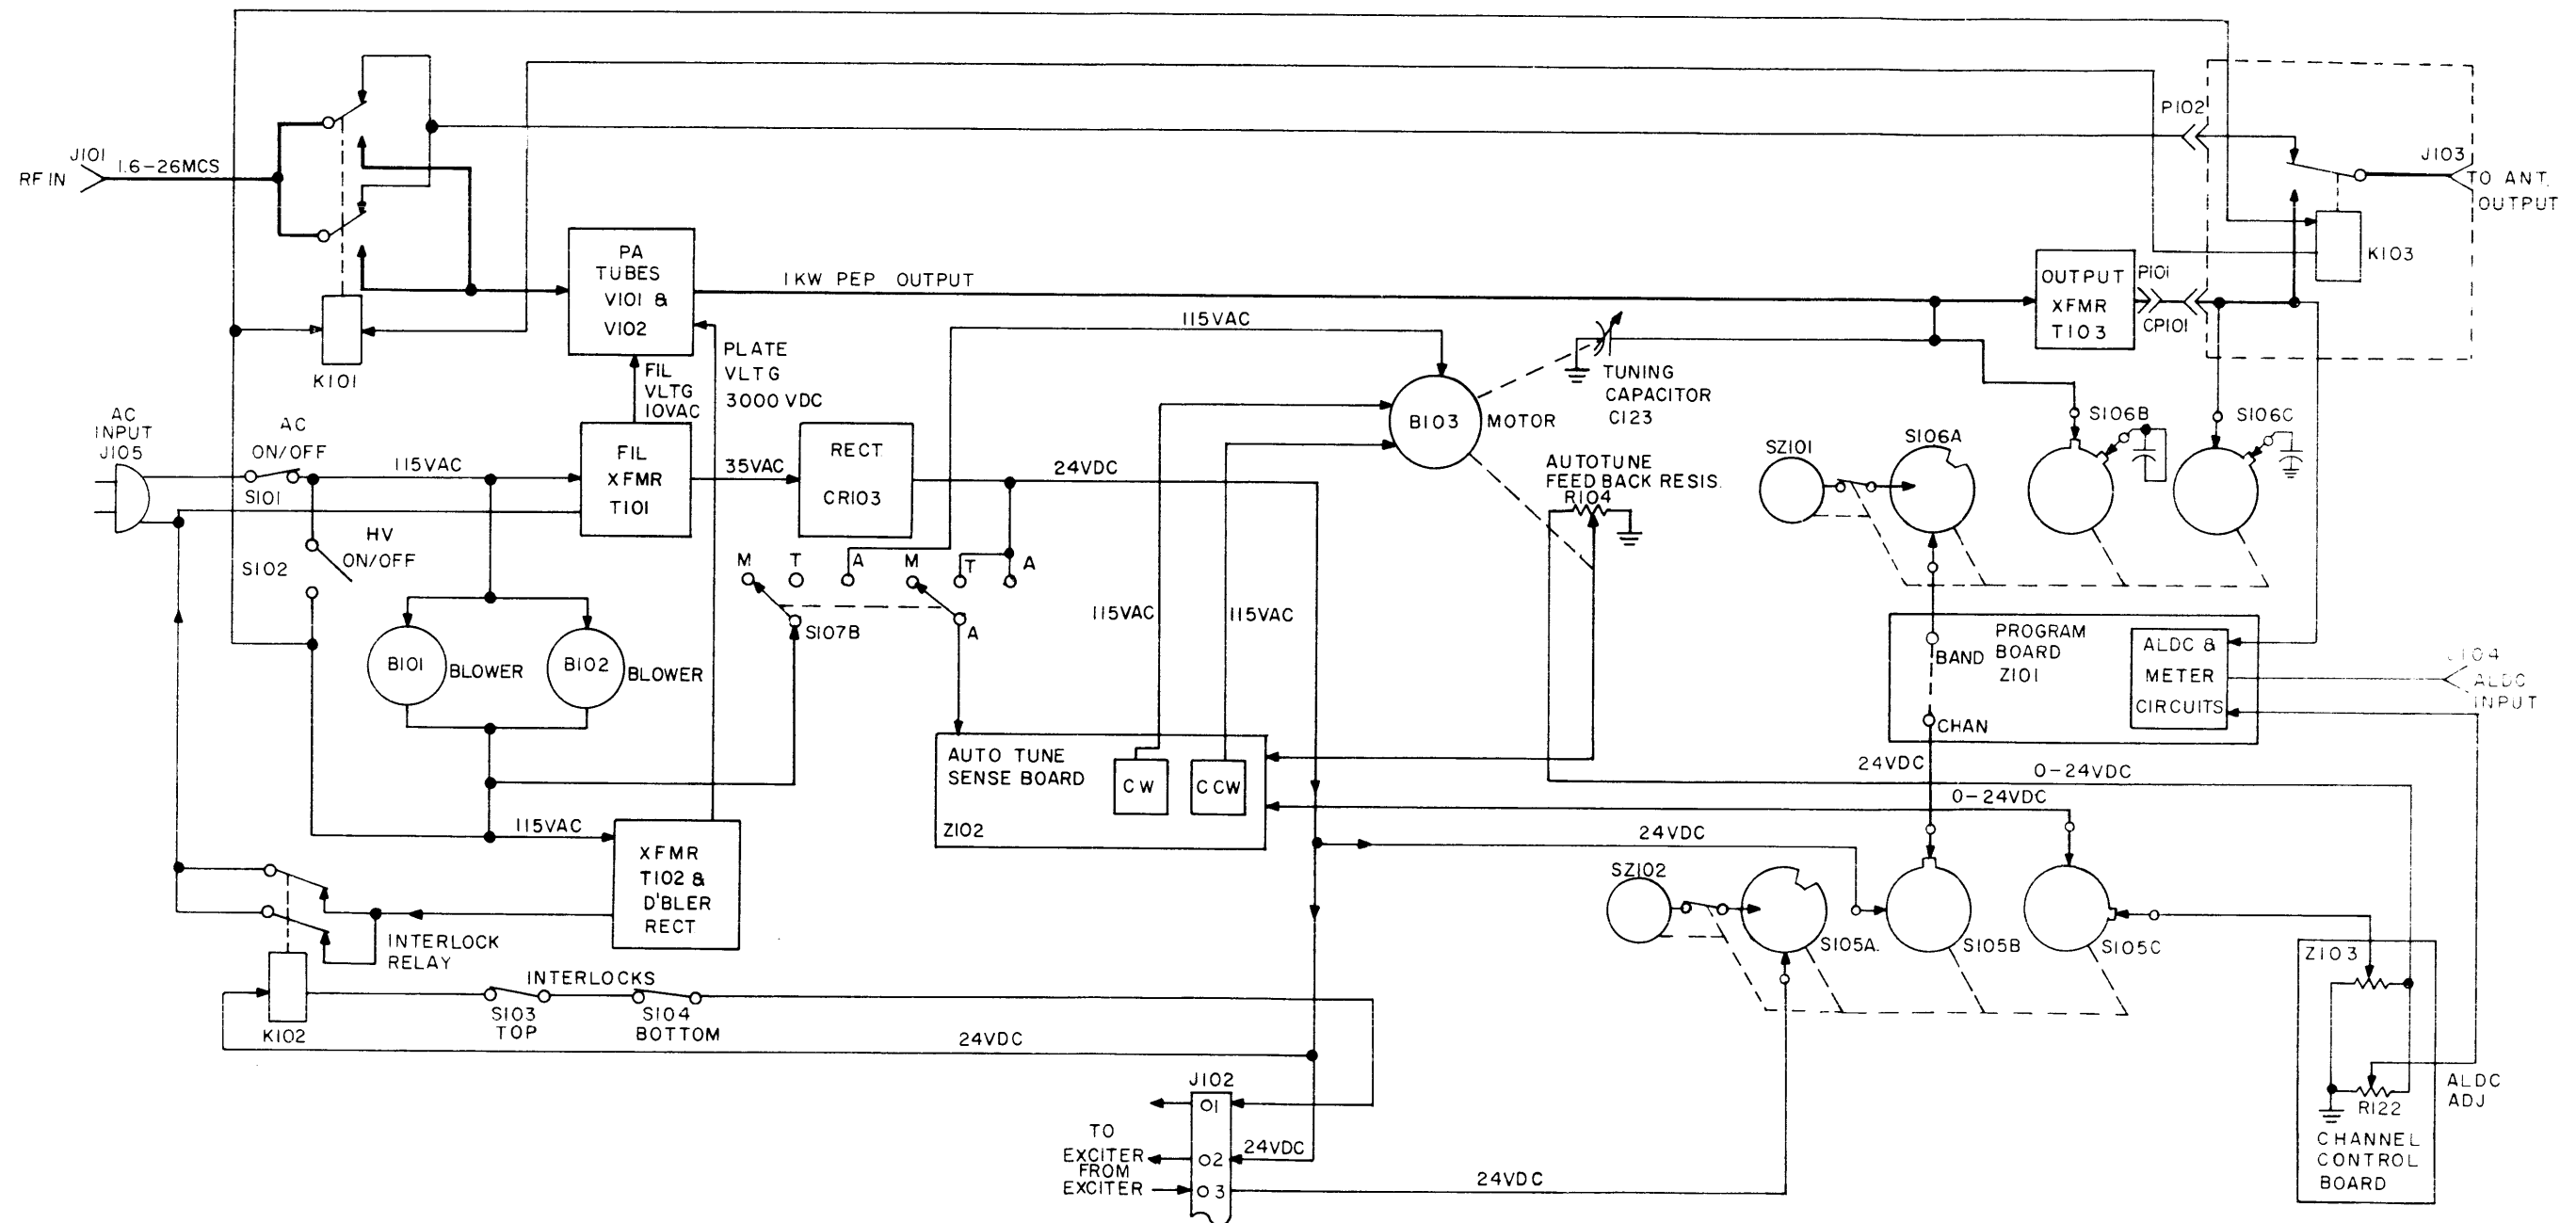 P102
J103
J101
1.6-26MCS
RF IN
TO ANT.
OUTPUT
K103
PA
TUBES
V101 &
V102
1KW PEP OUTPUT
OUTPUT
XFMR
T103
P101
CP101
K101
115VAC
PLATE
VLTG
3000 VDC
FIL
VLTG
10VAC
TUNING
CAPACITOR
C123
B103
MOTOR
AC
INPUT
J105
AC
ON/OFF
S101
115VAC
FIL
XFMR
T101
35VAC
RECT.
CR103
24VDC
AUTOTUNE
FEED BACK RESIS.
R104
SZ101
S106A
S106B
S106C
HV
ON/OFF
S102
M
T
A
M
T
A
S107B
A
115VAC
115VAC
B101
BLOWER
B102
BLOWER
PROGRAM
BOARD
Z101
BAND
CHAN
ALDC &
METER
CIRCUITS
J104
ALDC
INPUT
AUTO TUNE
SENSE BOARD
CW
CCW
Z102
24VDC
0-24VDC
0-24VDC
24VDC
115VAC
XFMR
T102 &
D'BLER
RECT
SZ102
S105A.
S105B
S105C
INTERLOCK
RELAY
INTERLOCKS
S103
TOP
S104
BOTTOM
K102
24VDC
Z103
R122
ALDC
ADJ
CHANNEL
CONTROL
BOARD
J102
1
TO
EXCITER
2
24VDC
FROM
EXCITER
3
24VDC